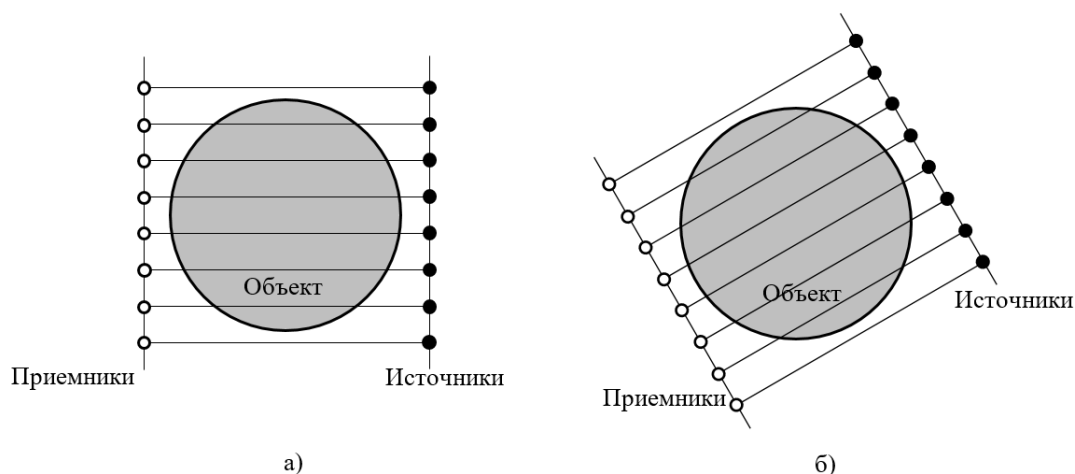 Объект
Приемники
Источники
а)
Объект
Источники
Приемники
б)